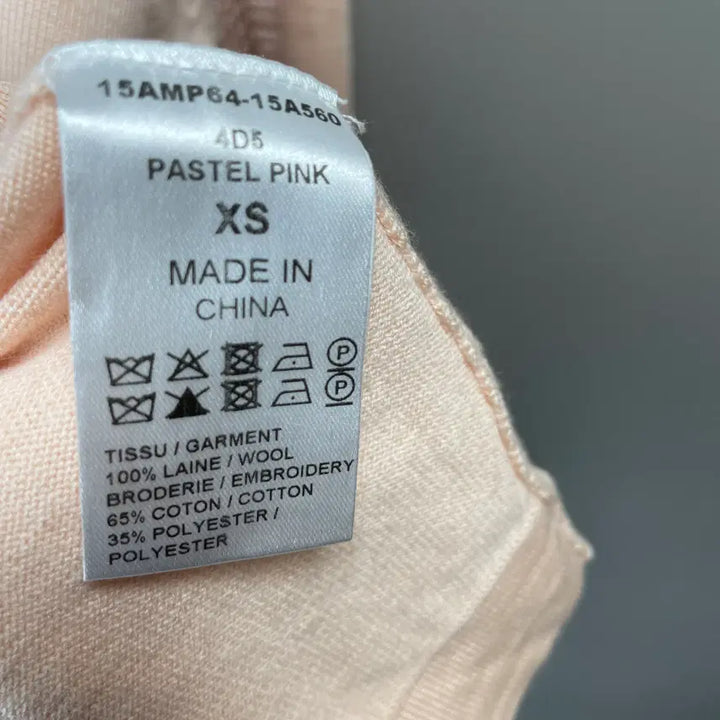 15AMP64-15A560
4D5
PASTEL PINK
XS
MADE IN
CHINA
P
P
TISSU / GARMENT
100% LAINE / WOOL
BRODERIE / EMBROIDERY
65% COTON / COTTON
35% POLYESTER /
POLYESTER